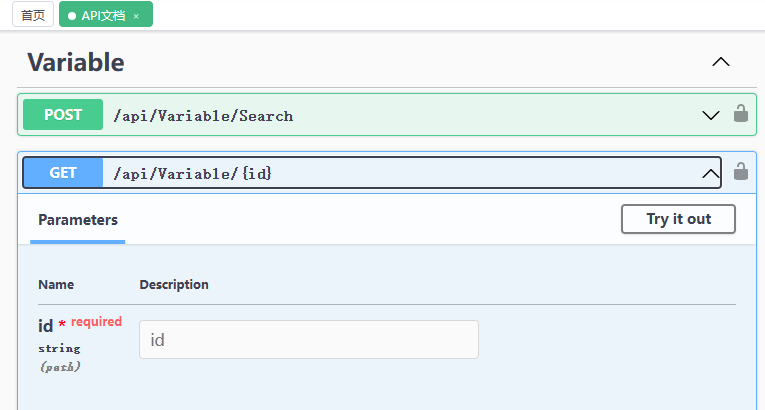 首页
API文档 ×
Variable
POST /api/Variable/Search
GET /api/Variable/{id}
Parameters
Try it out
Name Description
id * required
id
string
(path)